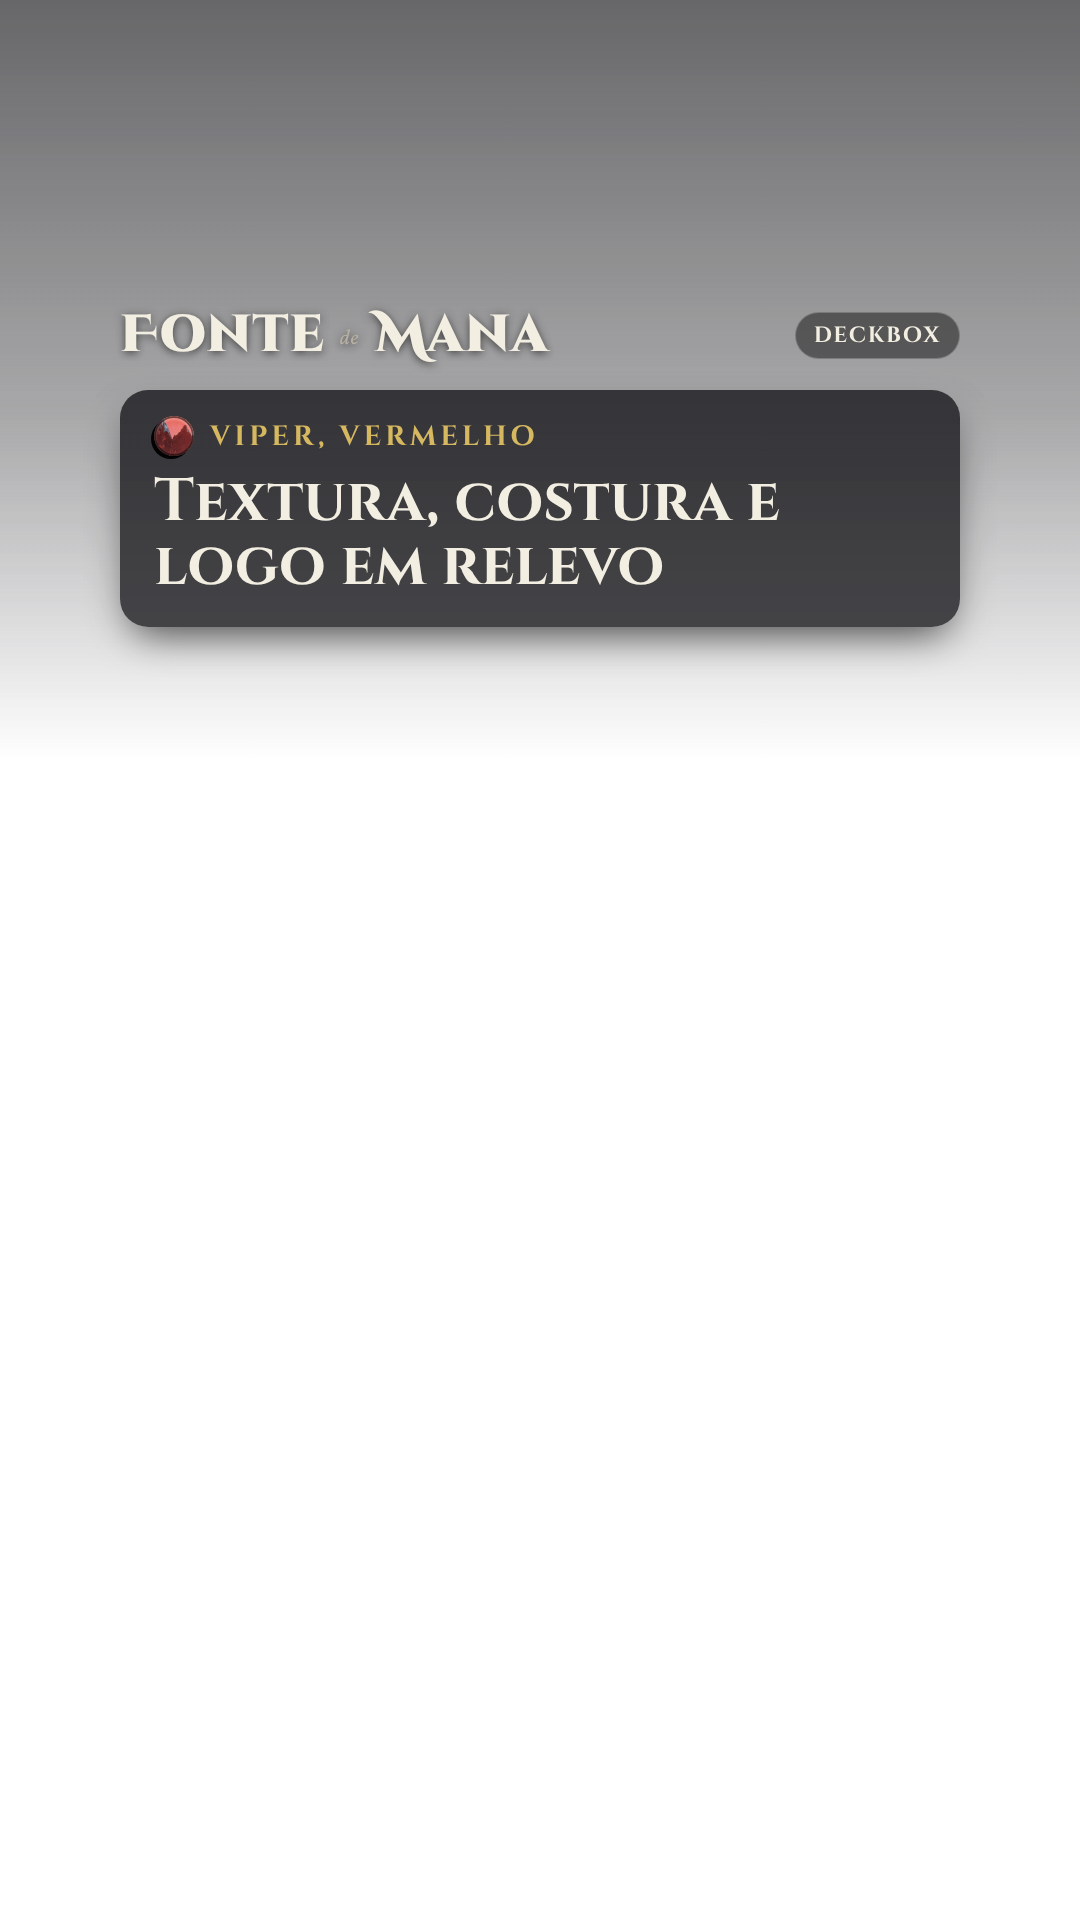 Fonte de Mana
DECKBOX
VIPER, VERMELHO
Textura, costura e
logo em relevo